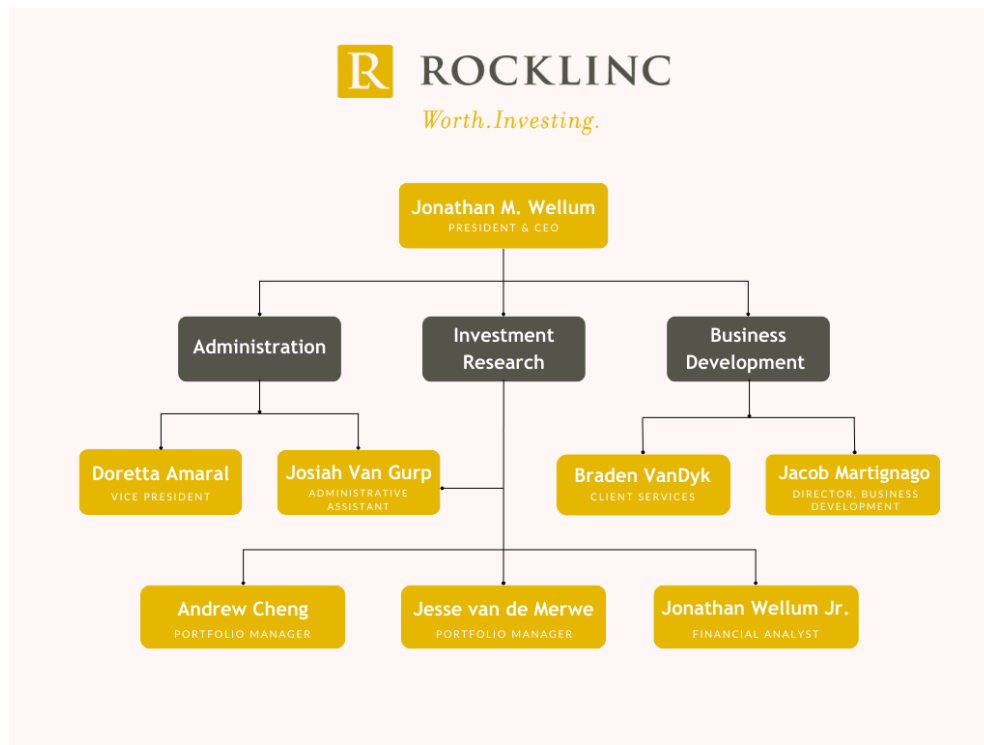 R
ROCKLINC
Worth.Investing.
Jonathan M. Wellum
PRESIDENT & CEO
Administration
Investment
Research
Business
Development
Doretta Amaral
VICE PRESIDENT
Josiah Van Gurp
ADMINISTRATIVE
ASSISTANT
Braden VanDyk
CLIENT SERVICES
Jacob Martignago
DIRECTOR, BUSINESS
DEVELOPMENT
Andrew Cheng
PORTFOLIO MANAGER
Jesse van de Merwe
PORTFOLIO MANAGER
Jonathan Wellum Jr.
FINANCIAL ANALYST